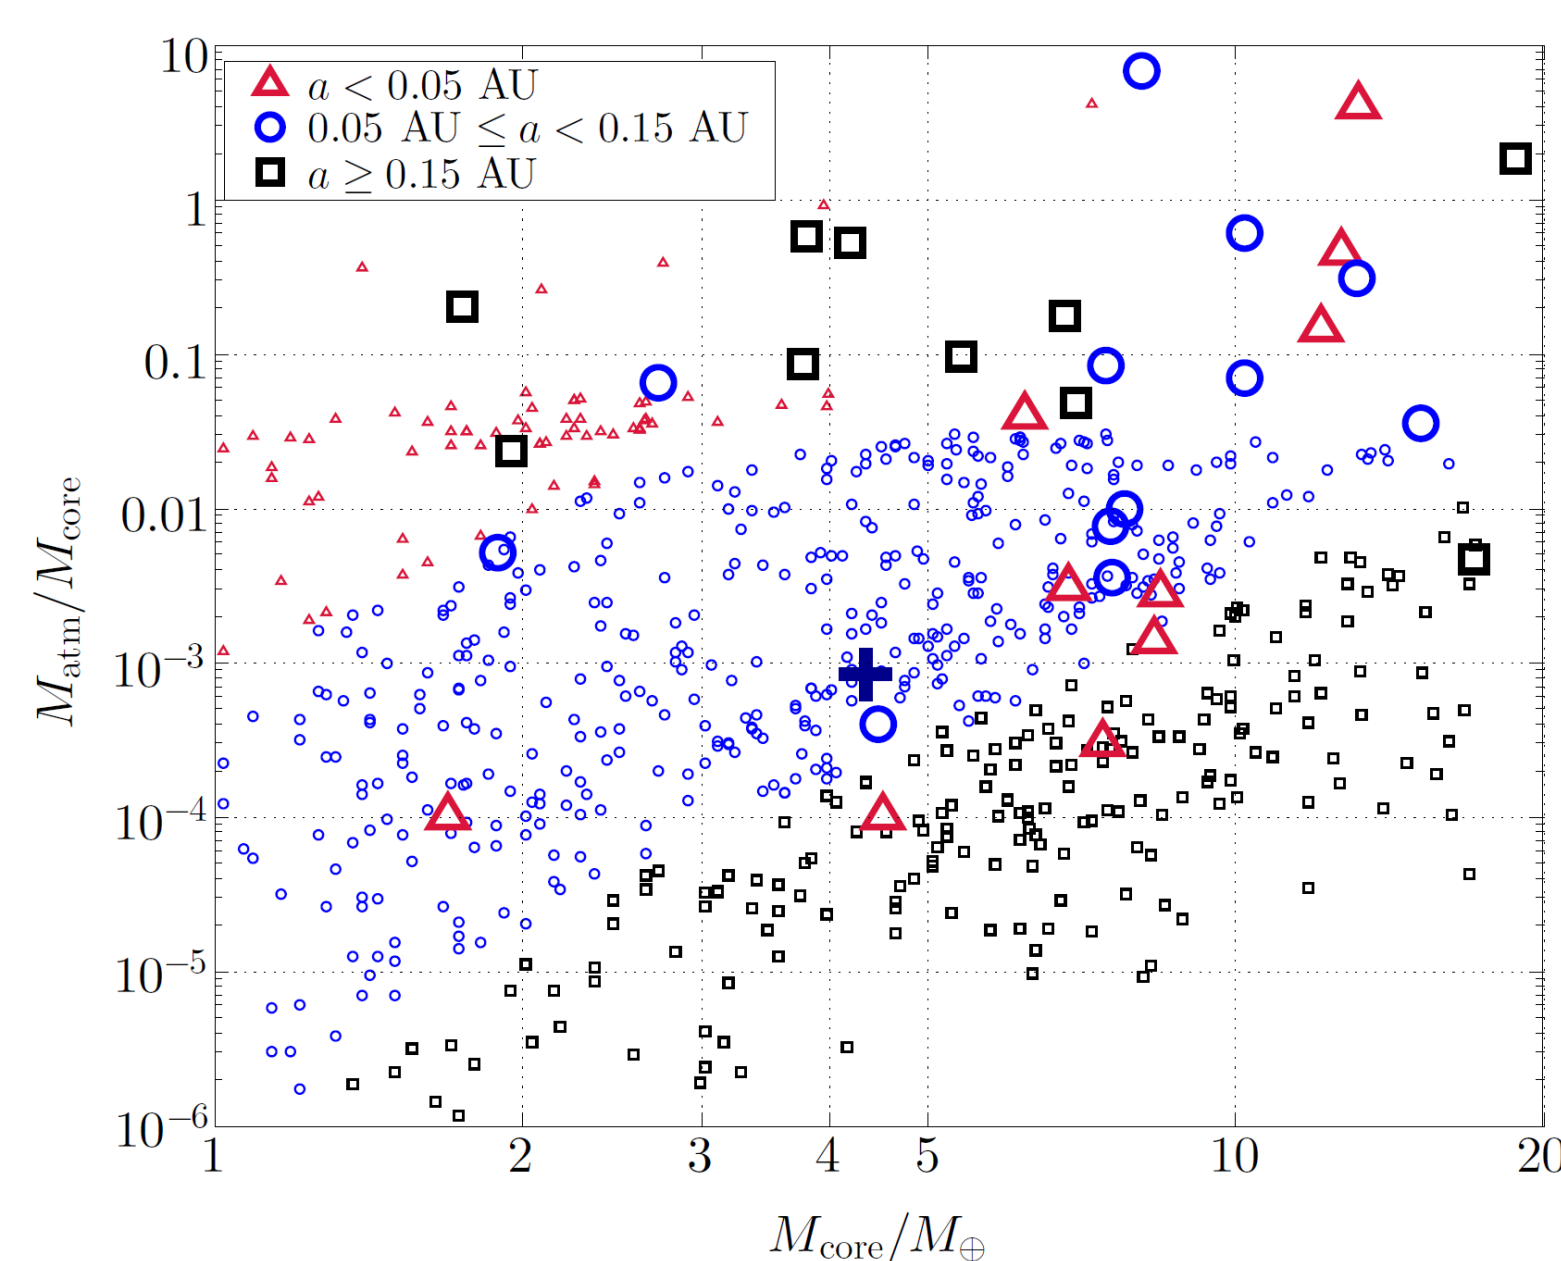 10
1
0.1
0.01
10⁻³
10⁻⁴
10⁻⁵
10⁻⁶
M_atm/M_core
a < 0.05 AU
0.05 AU ≤ a < 0.15 AU
a ≥ 0.15 AU
1 2 3 4 5 10 20
M_core/M_⊕